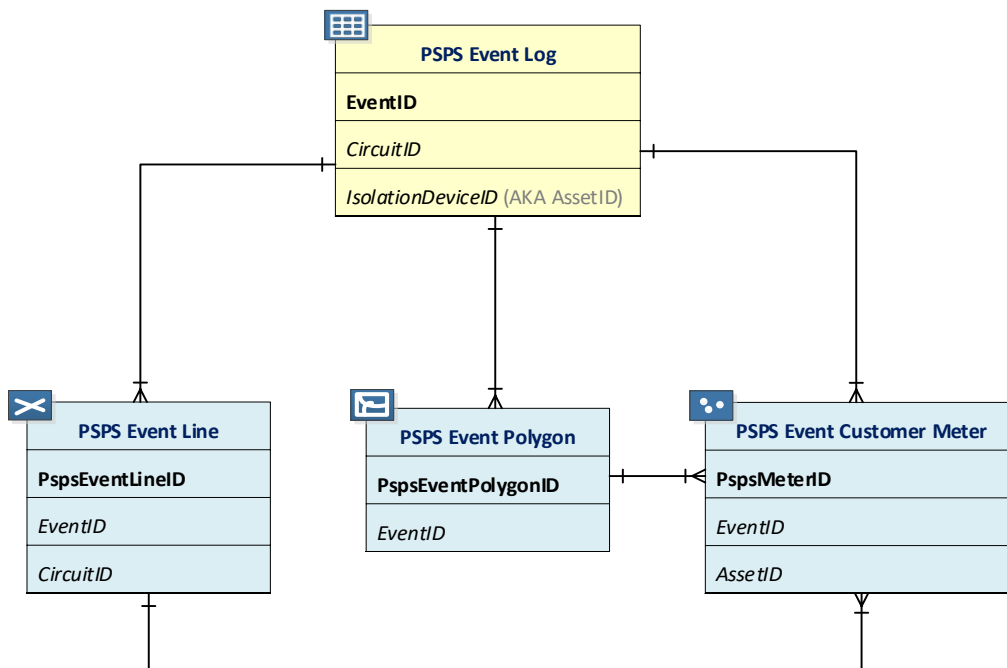 PSPS Event Log
EventID
CircuitID
IsolationDeviceID (AKA AssetID)
PSPS Event Line
PspsEventLineID
EventID
CircuitID
PSPS Event Polygon
PspsEventPolygonID
EventID
PSPS Event Customer Meter
PspsMeterID
EventID
AssetID